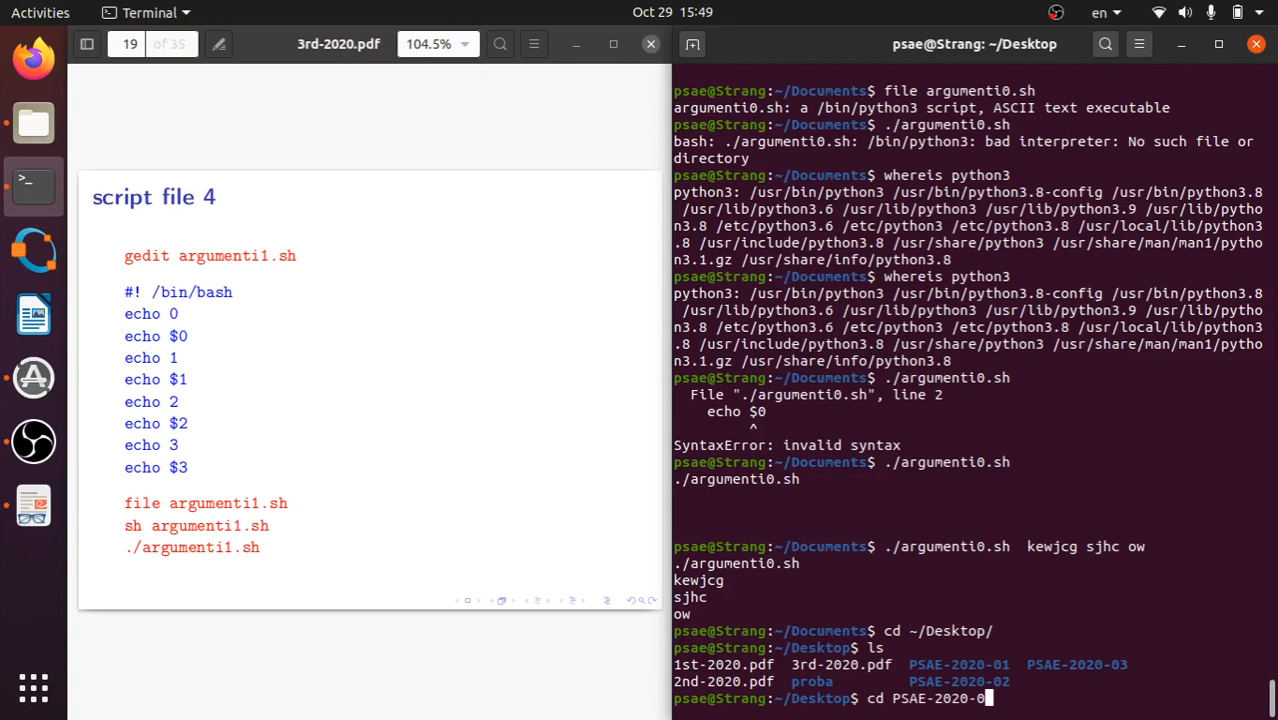 Activities
Terminal
Oct 29 15:49
en
19 of 35
3rd-2020.pdf
104.5%
script file 4
gedit argumenti1.sh
#! /bin/bash
echo 0
echo $0
echo 1
echo $1
echo 2
echo $2
echo 3
echo $3
file argumenti1.sh
sh argumenti1.sh
./argumenti1.sh
psae@Strang: ~/Desktop
psae@Strang:~/Documents$ file argumenti0.sh
argumenti0.sh: a /bin/python3 script, ASCII text executable
psae@Strang:~/Documents$ ./argumenti0.sh
bash: ./argumenti0.sh: /bin/python3: bad interpreter: No such file or
directory
psae@Strang:~/Documents$ whereis python3
python3: /usr/bin/python3 /usr/bin/python3.8-config /usr/bin/python3.8
/usr/lib/python3.6 /usr/lib/python3 /usr/lib/python3.9 /usr/lib/pytho
n3.8 /etc/python3.6 /etc/python3 /etc/python3.8 /usr/local/lib/python3
.8 /usr/include/python3.8 /usr/share/python3 /usr/share/man/man1/pytho
n3.1.gz /usr/share/info/python3.8
psae@Strang:~/Documents$ whereis python3
python3: /usr/bin/python3 /usr/bin/python3.8-config /usr/bin/python3.8
/usr/lib/python3.6 /usr/lib/python3 /usr/lib/python3.9 /usr/lib/pytho
n3.8 /etc/python3.6 /etc/python3 /etc/python3.8 /usr/local/lib/python3
.8 /usr/include/python3.8 /usr/share/python3 /usr/share/man/man1/pytho
n3.1.gz /usr/share/info/python3.8
psae@Strang:~/Documents$ ./argumenti0.sh
File "./argumenti0.sh", line 2
echo $0
^
SyntaxError: invalid syntax
psae@Strang:~/Documents$ ./argumenti0.sh
./argumenti0.sh
psae@Strang:~/Documents$ ./argumenti0.sh  kewjcg sjhc ow
./argumenti0.sh
kewjcg
sjhc
ow
psae@Strang:~/Documents$ cd ~/Desktop/
psae@Strang:~/Desktop$ ls
1st-2020.pdf  3rd-2020.pdf  PSAE-2020-01  PSAE-2020-03
2nd-2020.pdf  proba  PSAE-2020-02
psae@Strang:~/Desktop$ cd PSAE-2020-0